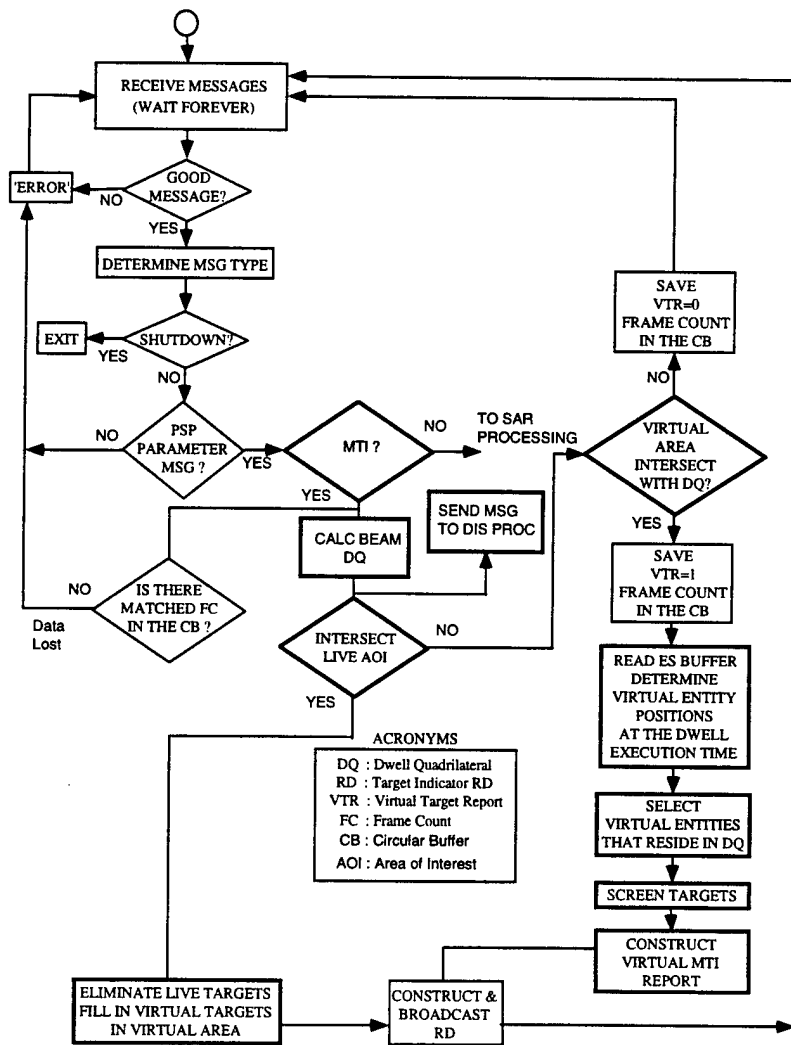 RECEIVE MESSAGES
(WAIT FOREVER)
'ERROR'
NO
GOOD
MESSAGE?
YES
DETERMINE MSG TYPE
EXIT
YES
SHUTDOWN?
NO
NO
PSP
PARAMETER
MSG ?
YES
MTI ?
NO
TO SAR
PROCESSING
YES
CALC BEAM
DQ
SEND MSG
TO DIS PROC
NO
IS THERE
MATCHED FC
IN THE CB ?
Data
Lost
INTERSECT
LIVE AOI
NO
YES
SAVE
VTR=0
FRAME COUNT
IN THE CB
NO
VIRTUAL
AREA
INTERSECT
WITH DQ?
YES
SAVE
VTR=1
FRAME COUNT
IN THE CB
READ ES BUFFER
DETERMINE
VIRTUAL ENTITY
POSITIONS
AT THE DWELL
EXECUTION TIME
SELECT
VIRTUAL ENTITIES
THAT RESIDE IN DQ
SCREEN TARGETS
CONSTRUCT
VIRTUAL MTI
REPORT
ACRONYMS
DQ : Dwell Quadrilateral
RD : Target Indicator RD
VTR : Virtual Target Report
FC : Frame Count
CB : Circular Buffer
AOI : Area of Interest
ELIMINATE LIVE TARGETS
FILL IN VIRTUAL TARGETS
IN VIRTUAL AREA
CONSTRUCT &
BROADCAST
RD